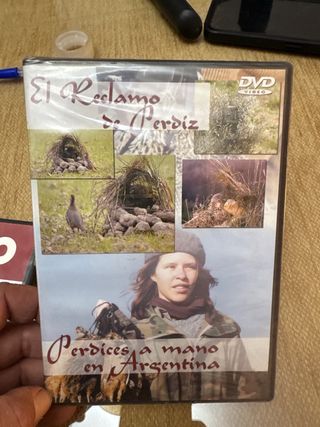 El Reclamo
de Perdiz
DVD
VIDEO
Perdices a mano
en Argentina
O